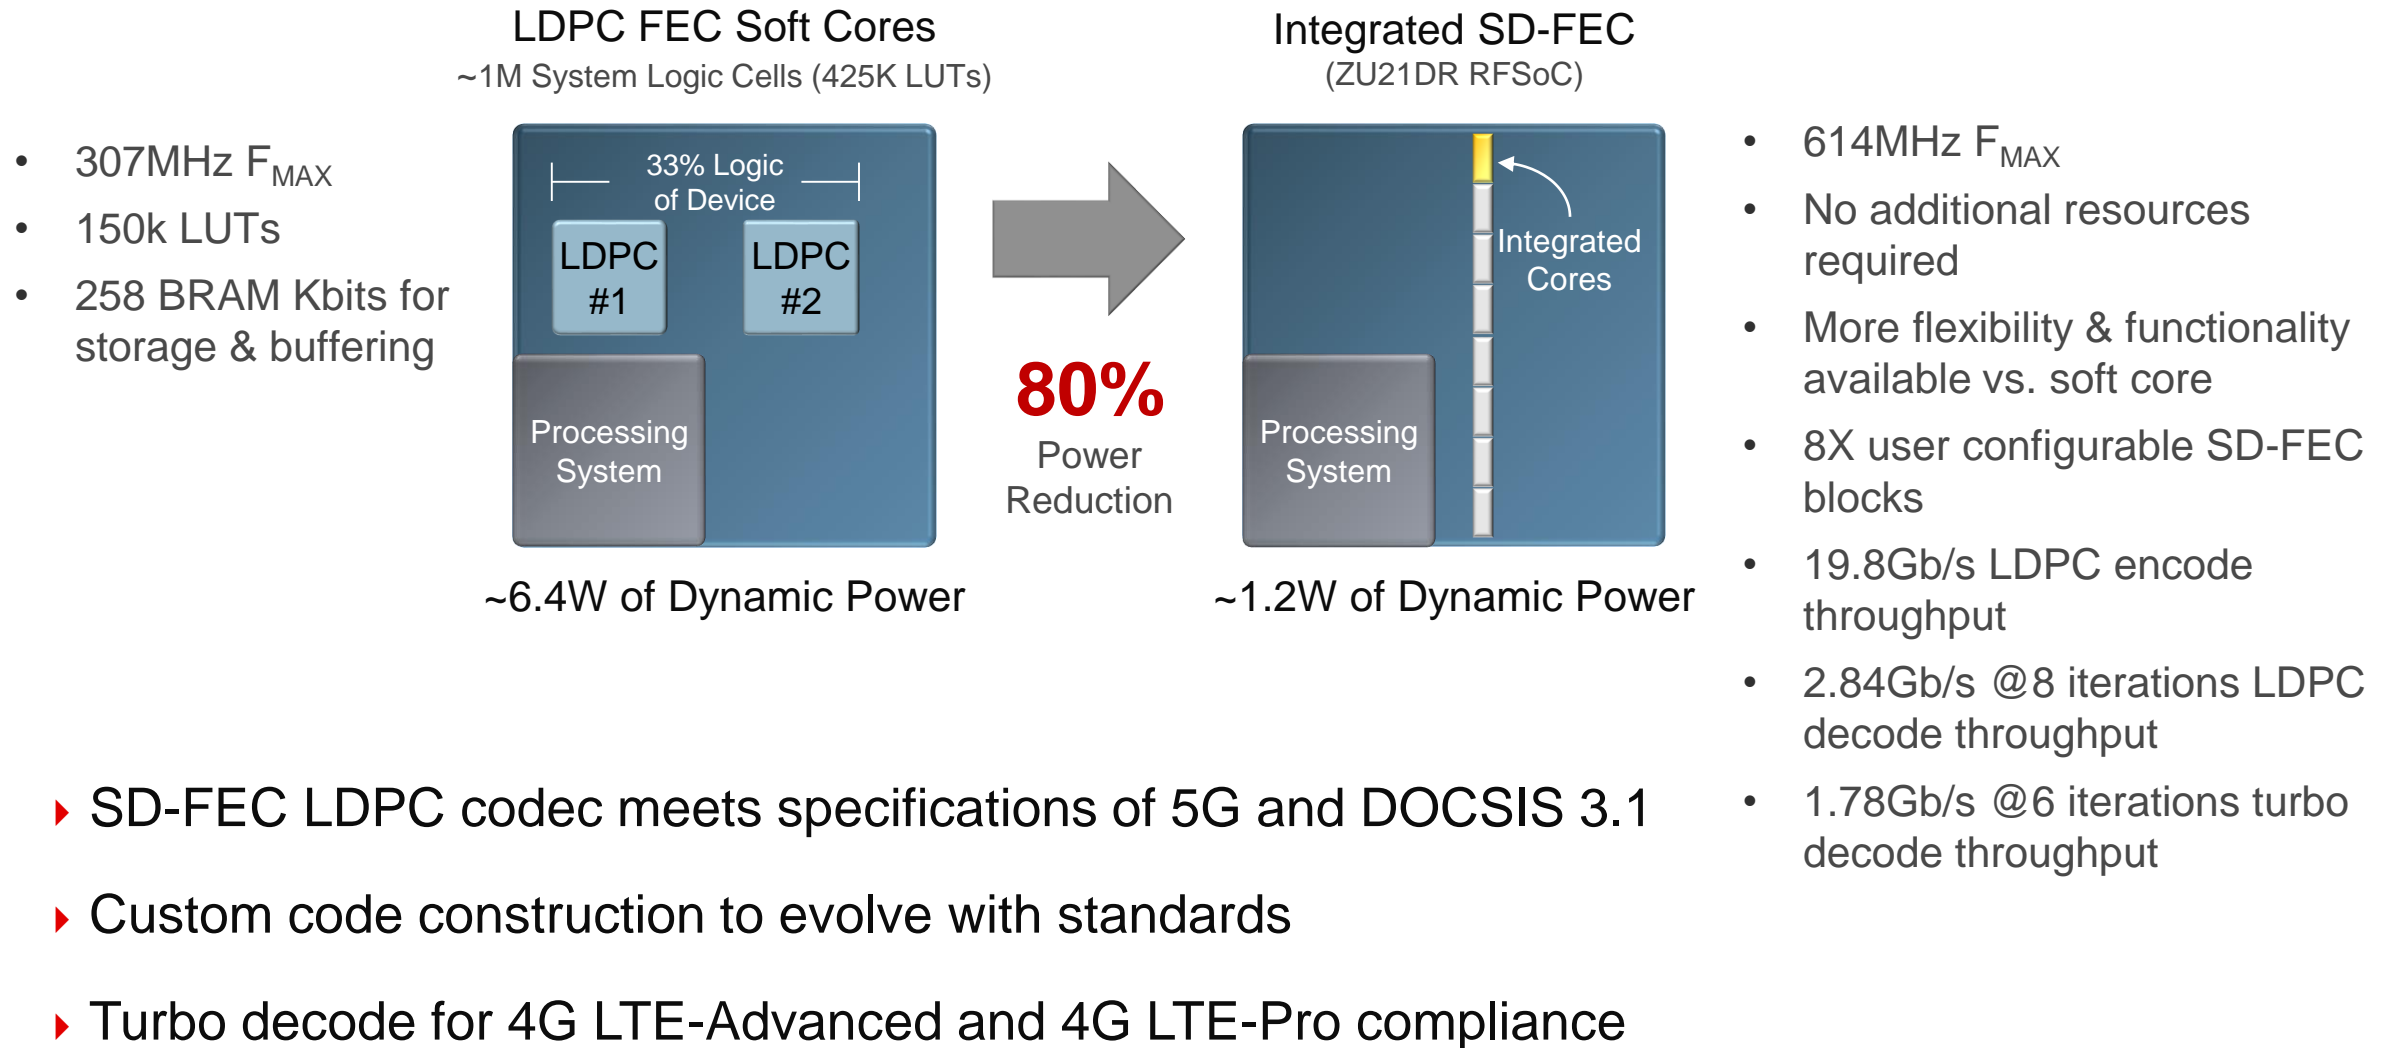 LDPC FEC Soft Cores
~1M System Logic Cells (425K LUTs)
• 307MHz FMAX
• 150k LUTs
• 258 BRAM Kbits for
storage & buffering
33% Logic
of Device
LDPC
#1
LDPC
#2
Processing
System
~6.4W of Dynamic Power
80%
Power
Reduction
Integrated SD-FEC
(ZU21DR RFSoC)
Integrated
Cores
Processing
System
~1.2W of Dynamic Power
• 614MHz FMAX
• No additional resources
required
• More flexibility & functionality
available vs. soft core
• 8X user configurable SD-FEC
blocks
• 19.8Gb/s LDPC encode
throughput
• 2.84Gb/s @8 iterations LDPC
decode throughput
• 1.78Gb/s @6 iterations turbo
decode throughput
SD-FEC LDPC codec meets specifications of 5G and DOCSIS 3.1
Custom code construction to evolve with standards
Turbo decode for 4G LTE-Advanced and 4G LTE-Pro compliance